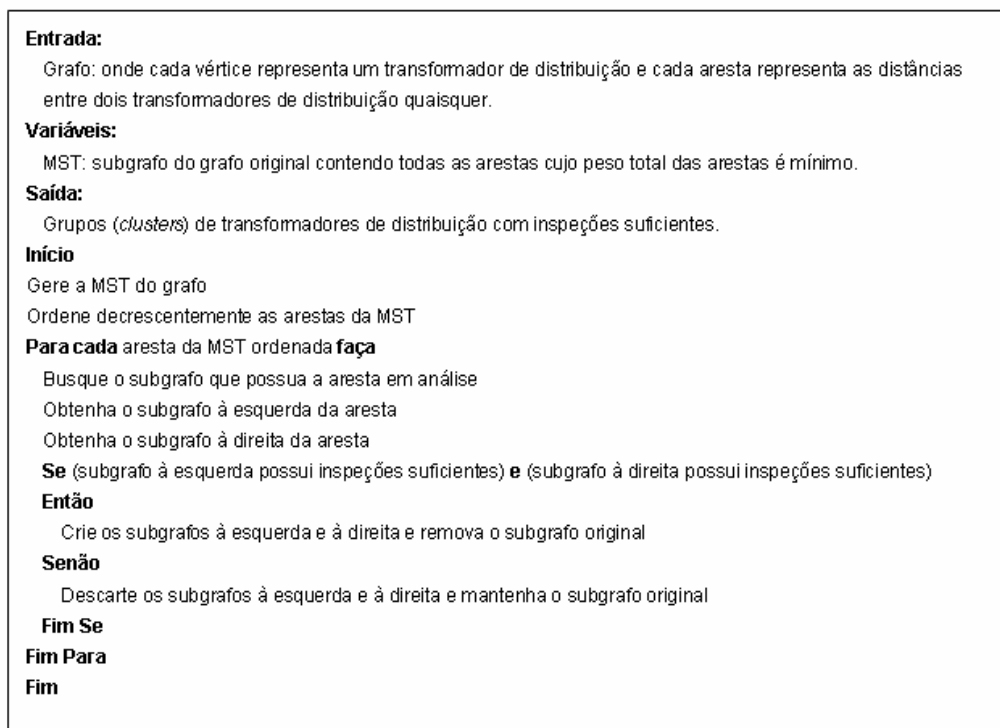 Entrada:
Grafo: onde cada vértice representa um transformador de distribuição e cada aresta representa as distâncias
entre dois transformadores de distribuição quaisquer.
Variáveis:
MST: subgrafo do grafo original contendo todas as arestas cujo peso total das arestas é mínimo.
Saída:
Grupos (clusters) de transformadores de distribuição com inspeções suficientes.
Início
Gere a MST do grafo
Ordene decrescentemente as arestas da MST
Para cada aresta da MST ordenada faça
Busque o subgrafo que possua a aresta em análise
Obtenha o subgrafo à esquerda da aresta
Obtenha o subgrafo à direita da aresta
Se (subgrafo à esquerda possui inspeções suficientes) e (subgrafo à direita possui inspeções suficientes)
Então
Crie os subgrafos à esquerda e à direita e remova o subgrafo original
Senão
Descarte os subgrafos à esquerda e à direita e mantenha o subgrafo original
Fim Se
Fim Para
Fim